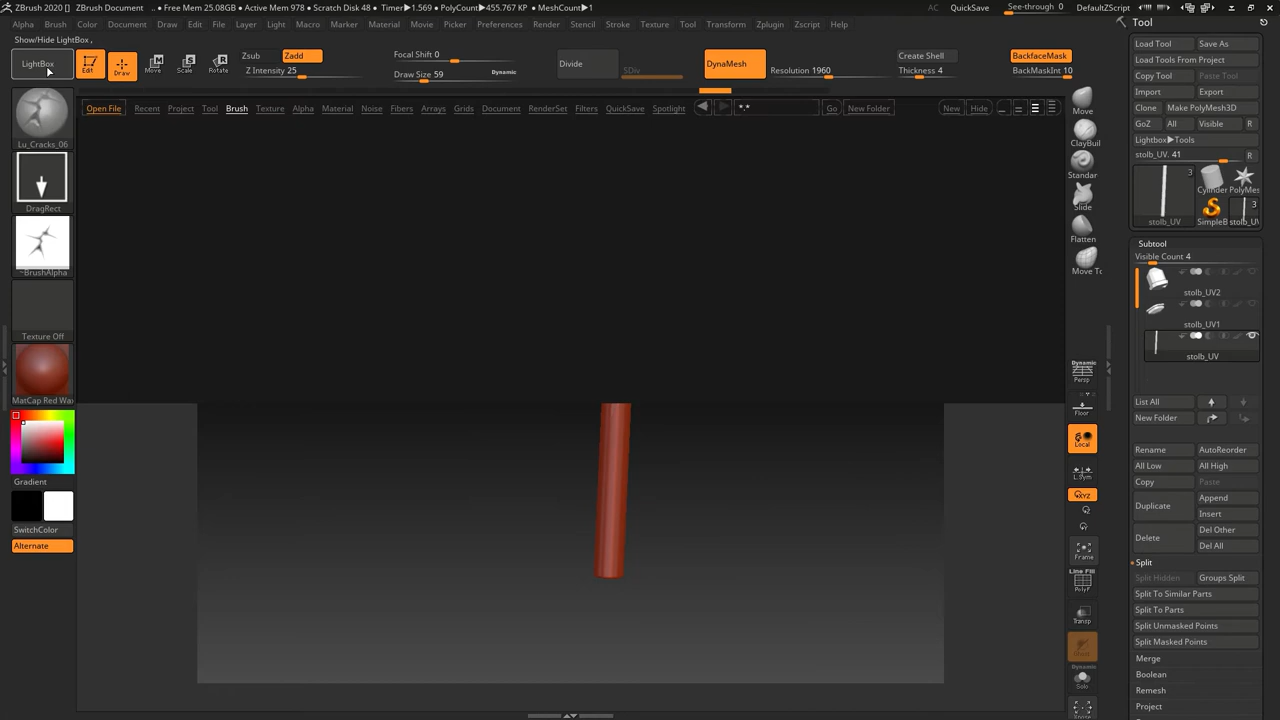 ZBrush 2020 [] ZBrush Document .. • Free Mem 25.08GB • Active Mem 978 • Scratch Disk 48 • Timer▸1.569 • PolyCount▸455.767 KP • MeshCount▸1 AC QuickSave See-through 0 Menus DefaultZScript
Alpha Brush Color Document Draw Edit File Layer Light Macro Marker Material Movie Picker Preferences Render Stencil Stroke Texture Tool Transform Zplugin Zscript Help
Show/Hide LightBox ,
LightBox Edit Draw Move Scale Rotate
Zsub Zadd
Z Intensity 25
Focal Shift 0
Draw Size 59 Dynamic
Divide SDiv
DynaMesh Resolution 1960
Create Shell
Thickness 4
BackfaceMask
BackMaskInt 10
Open File Recent Project Tool Brush Texture Alpha Material Noise Fibers Arrays Grids Document RenderSet Filters QuickSave Spotlight Go New Folder New Hide
Lu_Cracks_06
DragRect
~BrushAlpha
Texture Off
MatCap Red Wax
Gradient
SwitchColor
Alternate
Move
ClayBuil
Standar
Slide
Flatten
Move To
Dynamic
Persp
Floor
Local
L.Sym
XYZ
Frame
Line Fill
PolyF
Transp
Ghost
Dynamic
Solo
Xpose
Tool
Load Tool Save As
Load Tools From Project
Copy Tool Paste Tool
Import Export
Clone Make PolyMesh3D
GoZ All Visible R
Lightbox▸Tools
stolb_UV. 41 R
3
Cylinder PolyMes
3
stolb_UV SimpleB stolb_UV
Subtool
Visible Count 4
stolb_UV2
stolb_UV1
stolb_UV
List All
New Folder
Rename AutoReorder
All Low All High
Copy Paste
Duplicate Append
Insert
Delete Del Other
Del All
Split
Split Hidden Groups Split
Split To Similar Parts
Split To Parts
Split Unmasked Points
Split Masked Points
Merge
Boolean
Remesh
Project